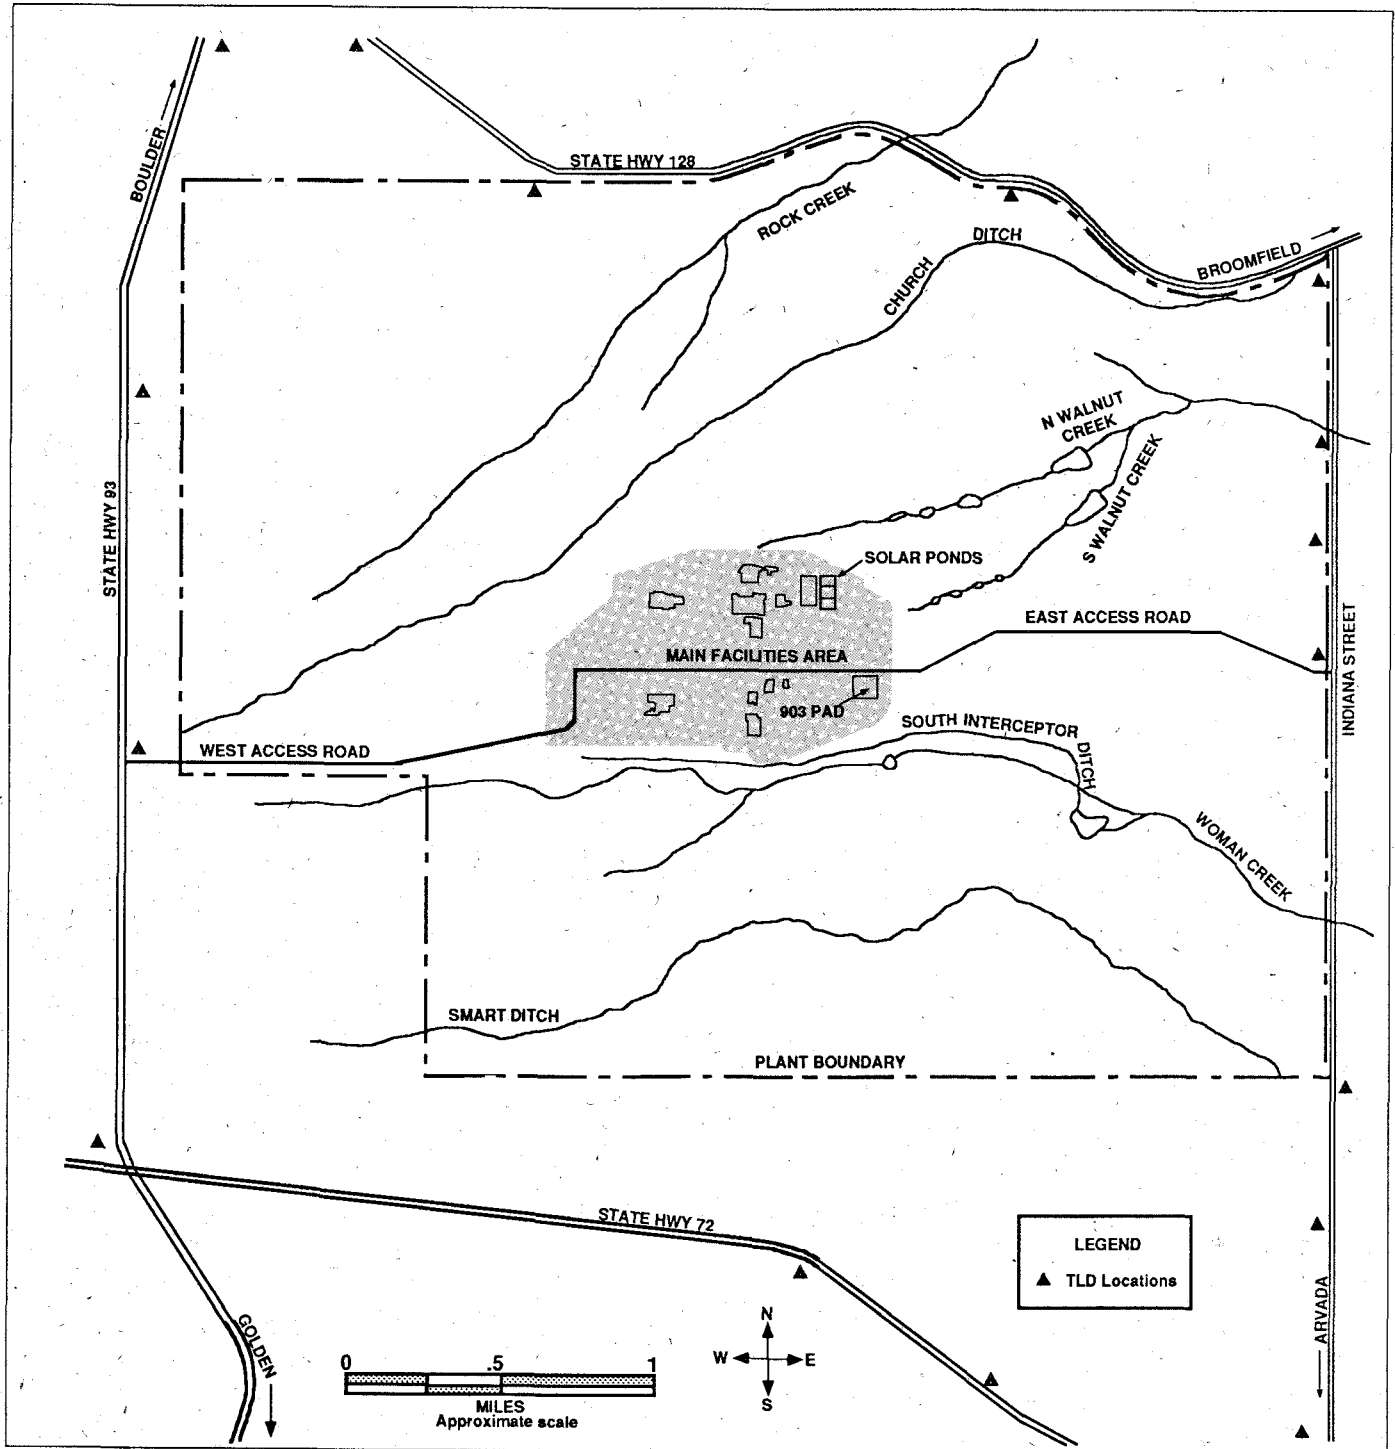 BOULDER
STATE HWY 128
ROCK CREEK
DITCH
CHURCH
BROOMFIELD
N WALNUT
CREEK
S WALNUT CREEK
STATE HWY 93
SOLAR PONDS
EAST ACCESS ROAD
INDIANA STREET
MAIN FACILITIES AREA
903 PAD
SOUTH INTERCEPTOR
DITCH
WEST ACCESS ROAD
WOMAN CREEK
SMART DITCH
PLANT BOUNDARY
STATE HWY 72
LEGEND
TLD Locations
ARVADA
GOLDEN
N
W E
S
0 .5 1
MILES
Approximate scale